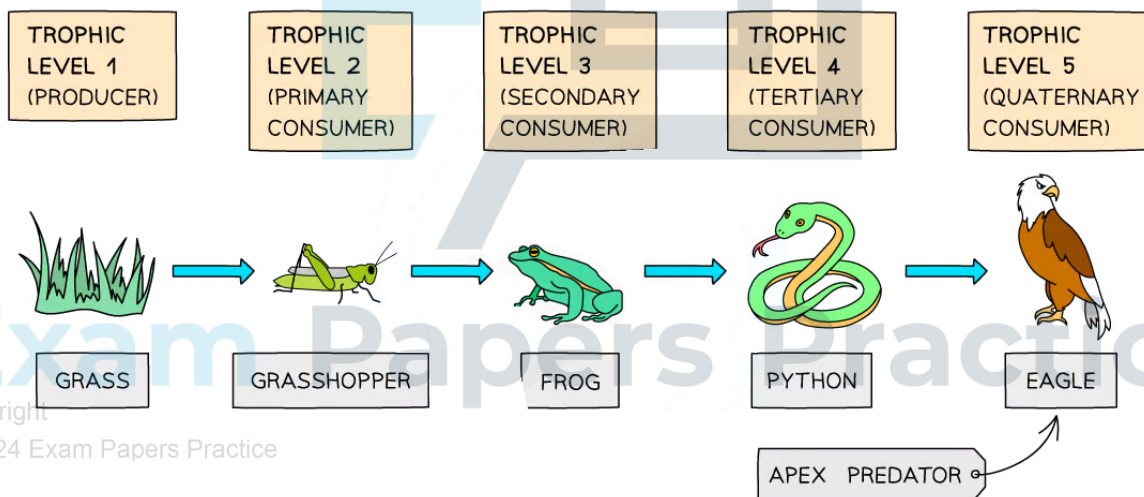 TROPHIC
LEVEL 1
(PRODUCER)
TROPHIC
LEVEL 2
(PRIMARY
CONSUMER)
TROPHIC
LEVEL 3
(SECONDARY
CONSUMER)
TROPHIC
LEVEL 4
(TERTIARY
CONSUMER)
TROPHIC
LEVEL 5
(QUATERNARY
CONSUMER)
Exam Papers Practic
GRASS
GRASSHOPPER
FROG
PYTHON
EAGLE
right
24 Exam Papers Practice
APEX PREDATOR